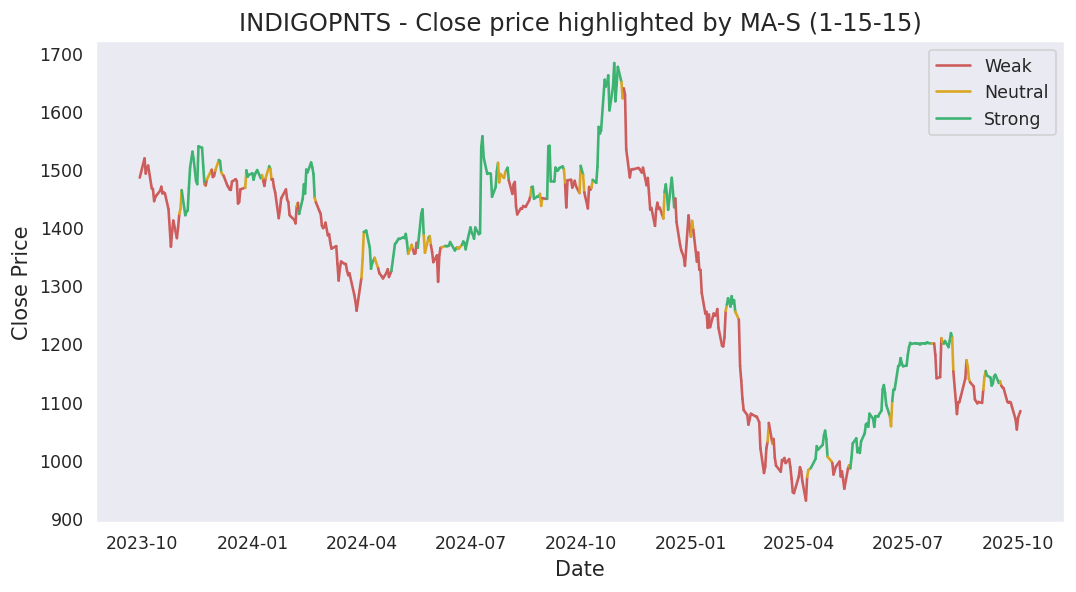 INDIGOPNTS - Close price highlighted by MA-S (1-15-15)
Weak
Neutral
Strong
Close Price
1700
1600
1500
1400
1300
1200
1100
1000
900
2023-10 2024-01 2024-04 2024-07 2024-10 2025-01 2025-04 2025-07 2025-10
Date